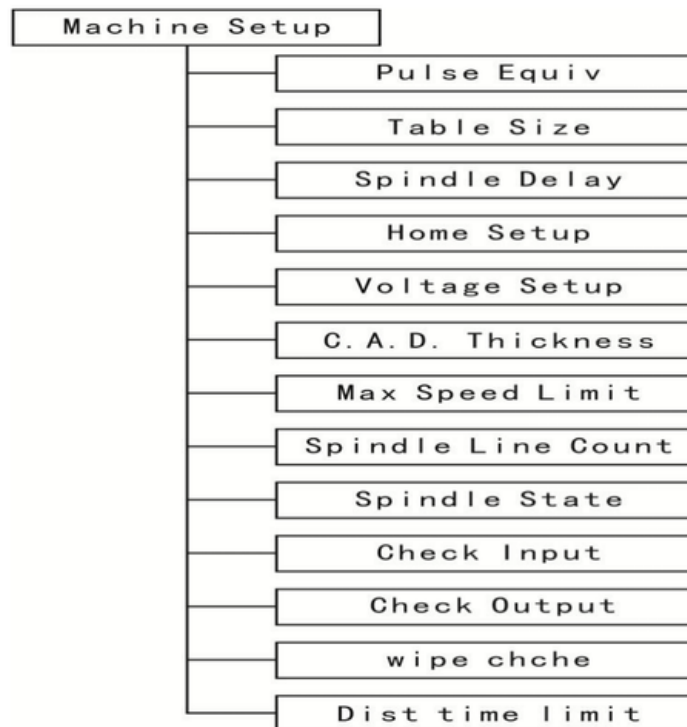 Machine Setup
Pulse Equiv
Table Size
Spindle Delay
Home Setup
Voltage Setup
C.A.D. Thickness
Max Speed Limit
Spindle Line Count
Spindle State
Check Input
Check Output
wipe chche
Dist time limit